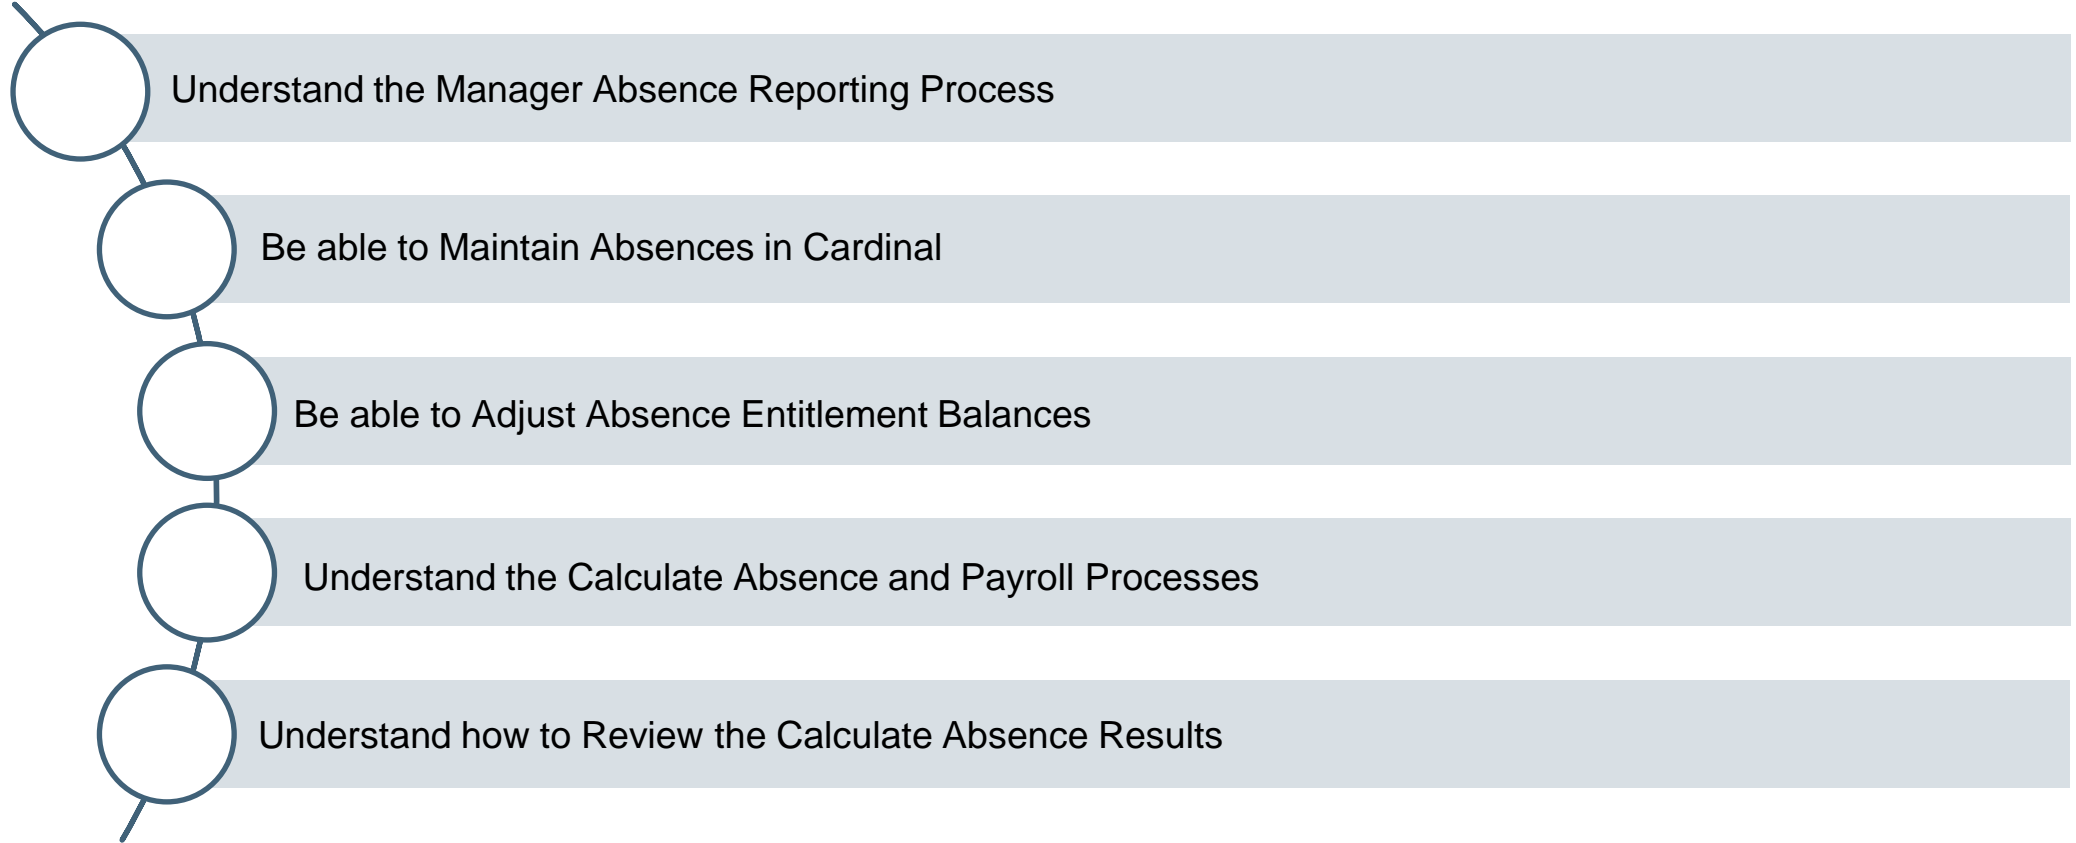 Understand the Manager Absence Reporting Process
Be able to Maintain Absences in Cardinal
Be able to Adjust Absence Entitlement Balances
Understand the Calculate Absence and Payroll Processes
Understand how to Review the Calculate Absence Results